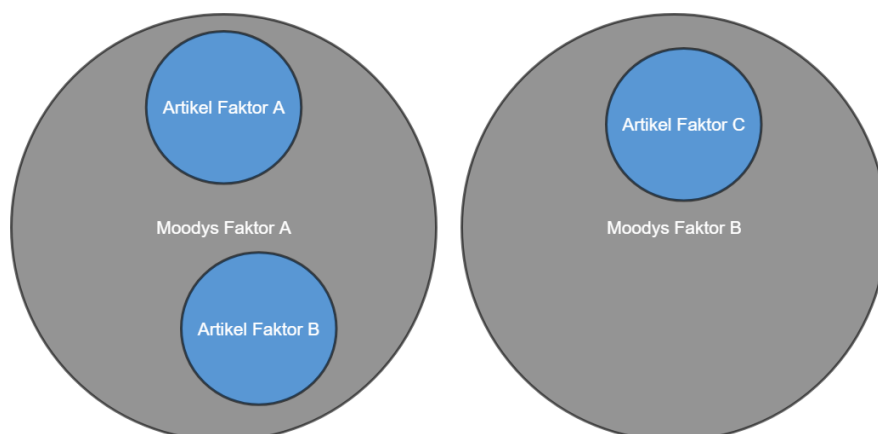 Artikel Faktor A
Moodys Faktor A
Artikel Faktor B
Artikel Faktor C
Moodys Faktor B